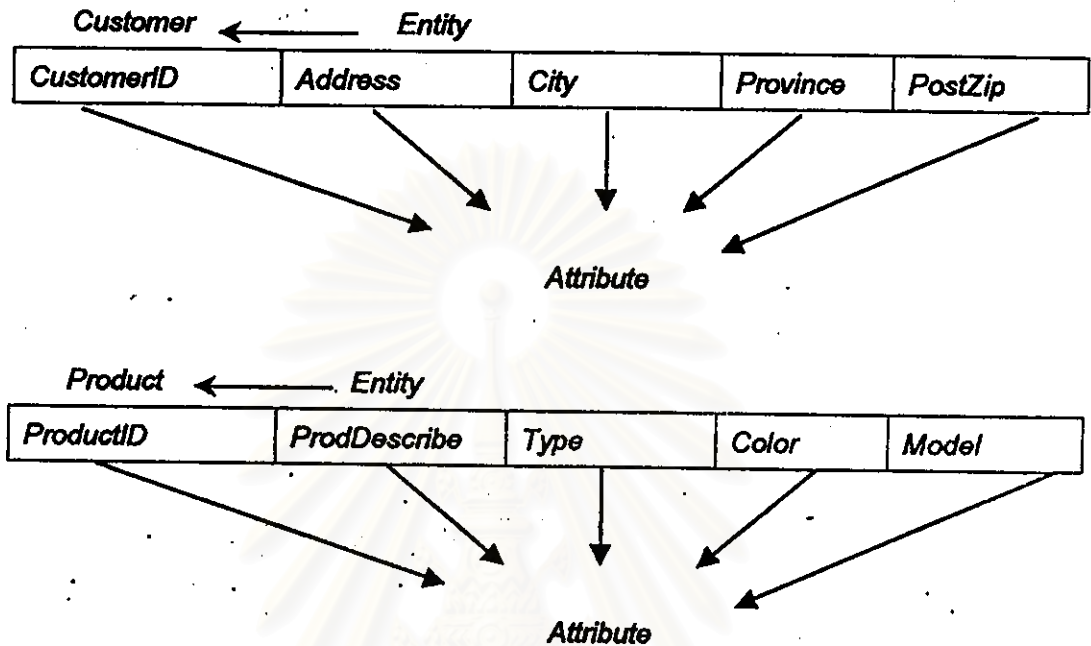 Customer Entity
CustomerID Address City Province PostZip
Attribute
Product Entity
ProductID ProdDescribe Type Color Model
Attribute